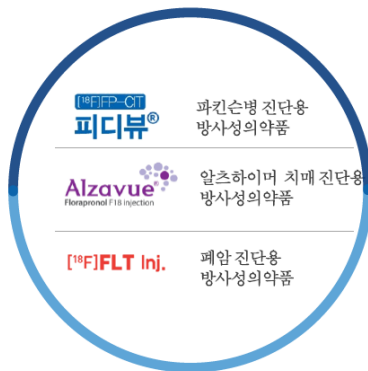 [¹⁸F]FP-CIT
피디뷰®
파킨슨병 진단용
방사성의약품
Alzavue
Florapronol F18 Injection
알츠하이머 치매 진단용
방사성의약품
[¹⁸F]FLT Inj.
폐암 진단용
방사성의약품